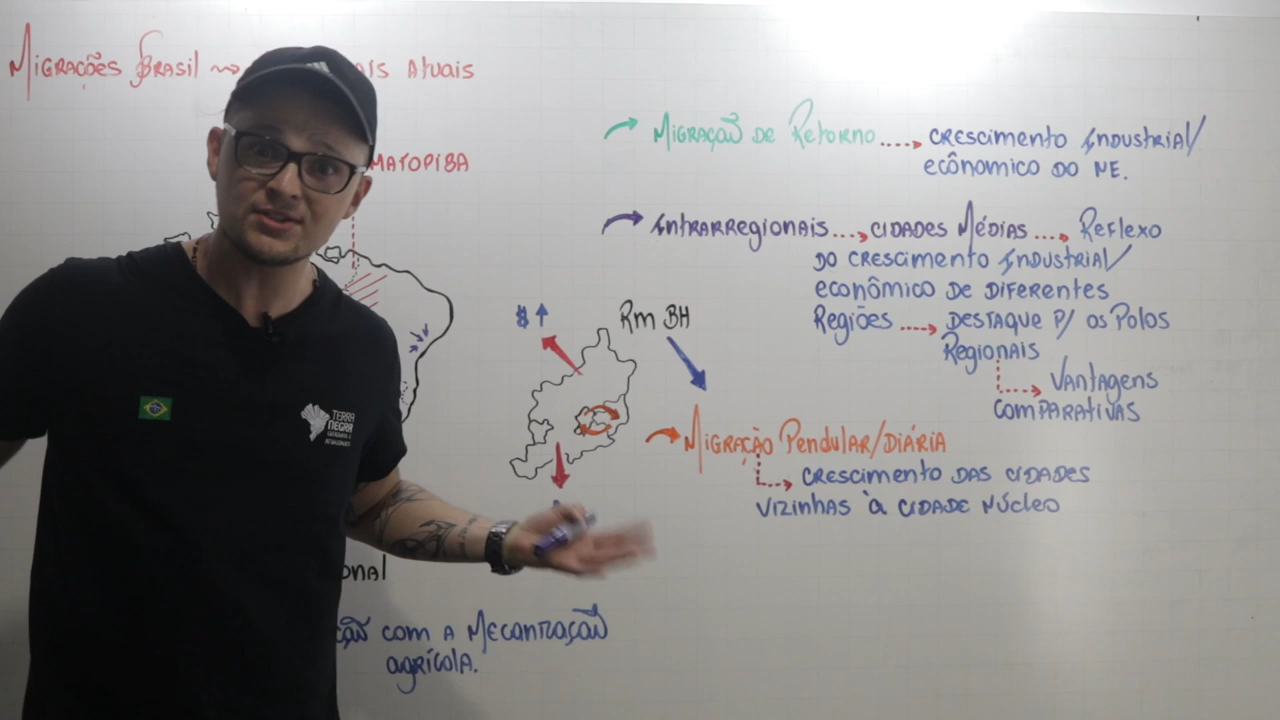 Migrações Brasil ais Atuais
MATOPIBA
Migração de Retorno crescimento industrial/
ecônomico do NE.
Intrarregionais cidades médias Reflexo
do crescimento industrial/
econômico de diferentes
Regiões Destaque p/ os Polos
Regionais
Vantagens
comparativas
$
Rm BH
Migração Pendular/Diária
crescimento das cidades
vizinhas à cidade núcleo
onal
ção com a mecanização
agrícola.
TERRA
NEGRA